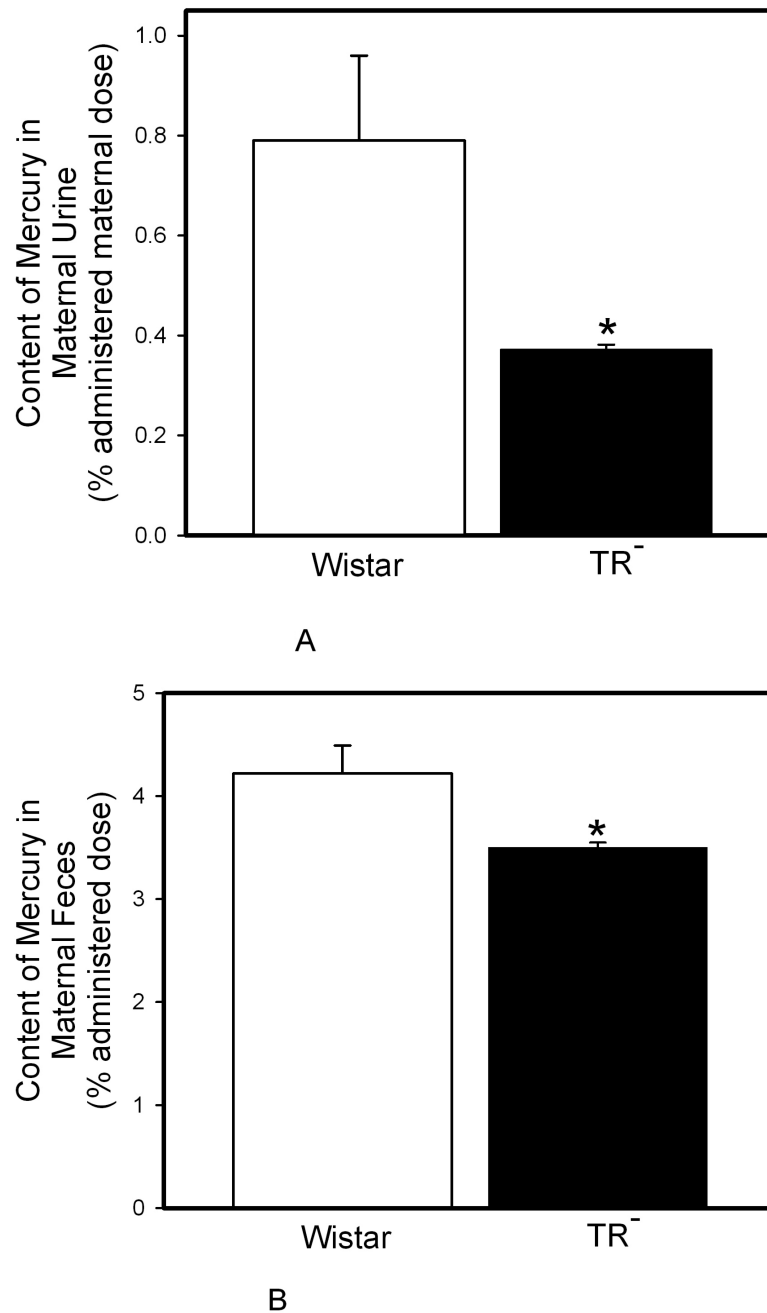 Content of Mercury in
Maternal Urine
(% administered maternal dose)
1.0
0.8
0.6
0.4
0.2
0.0
*
Wistar
TR⁻
A
Content of Mercury in
Maternal Feces
(% administered dose)
5
4
3
2
1
0
*
Wistar
TR⁻
B